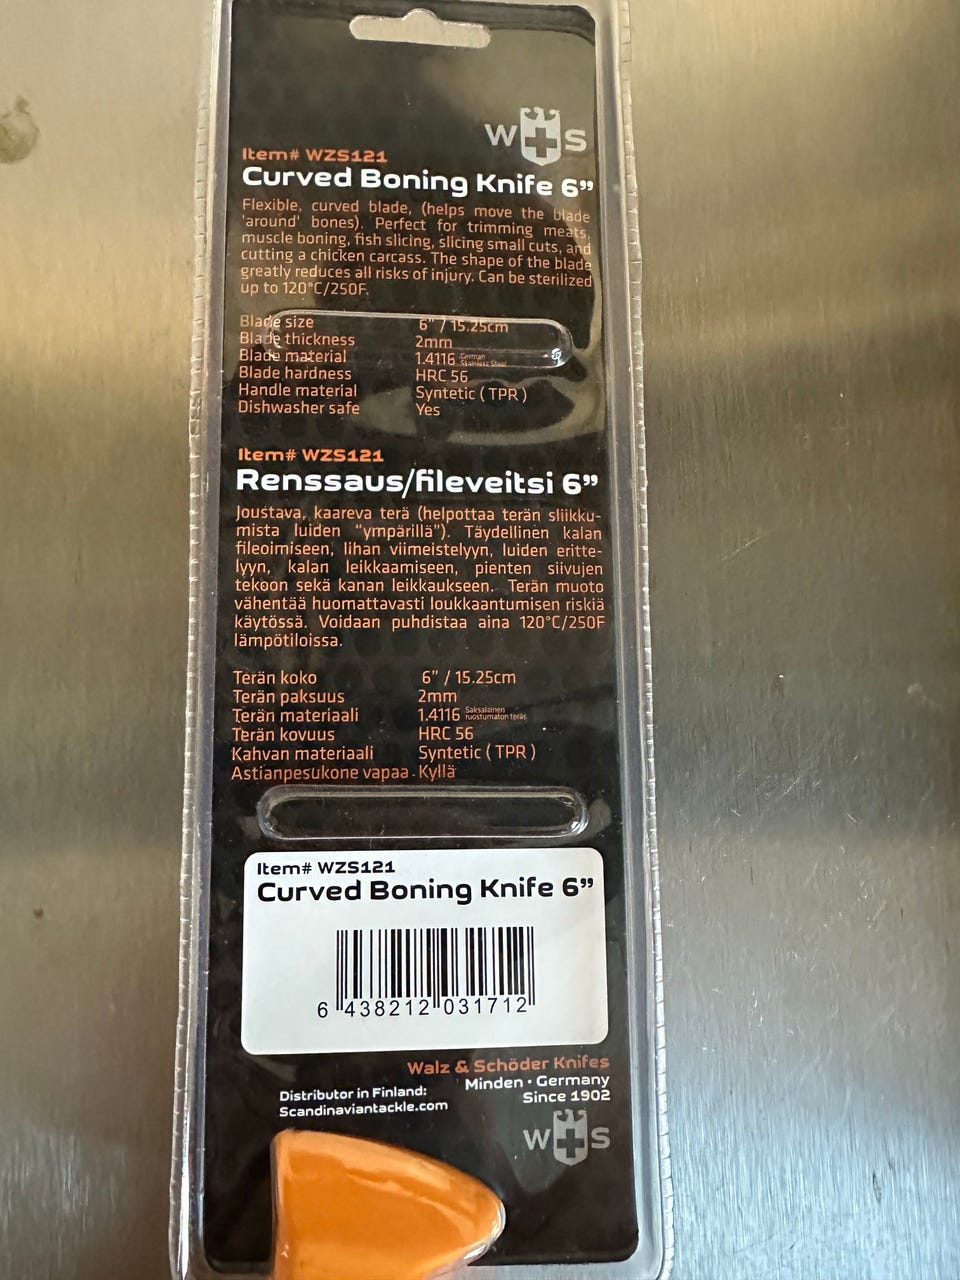 W S
Item# WZS121
Curved Boning Knife 6”
Flexible, curved blade, (helps move the blade
'around' bones). Perfect for trimming meats,
muscle boning, fish slicing, slicing small cuts, and
cutting a chicken carcass. The shape of the blade
greatly reduces all risks of injury. Can be sterilized
up to 120°C/250F.
Blade size 6” / 15.25cm
Blade thickness 2mm
Blade material 1.4116 German Stainless Steel
Blade hardness HRC 56
Handle material Syntetic ( TPR )
Dishwasher safe Yes
Item# WZS121
Renssaus/fileveitsi 6”
Joustava, kaareva terä (helpottaa terän sliikku-
mista luiden “ympärillä”). Täydellinen kalan
fileoimiseen, lihan viimeistelyyn, luiden eritte-
lyyn, kalan leikkaamiseen, pienten siivujen
tekoon sekä kanan leikkaukseen. Terän muoto
vähentää huomattavasti loukkaantumisen riskiä
käytössä. Voidaan puhdistaa aina 120°C/250F
lämpötiloissa.
Terän koko 6” / 15.25cm
Terän paksuus 2mm
Terän materiaali 1.4116 Saksalainen ruostumaton teräs
Terän kovuus HRC 56
Kahvan materiaali Syntetic ( TPR )
Astianpesukone vapaa Kyllä
Item# WZS121
Curved Boning Knife 6”
6 438212 031712
Walz & Schöder Knifes
Minden · Germany
Since 1902
Distributor in Finland:
Scandinaviantackle.com
W S